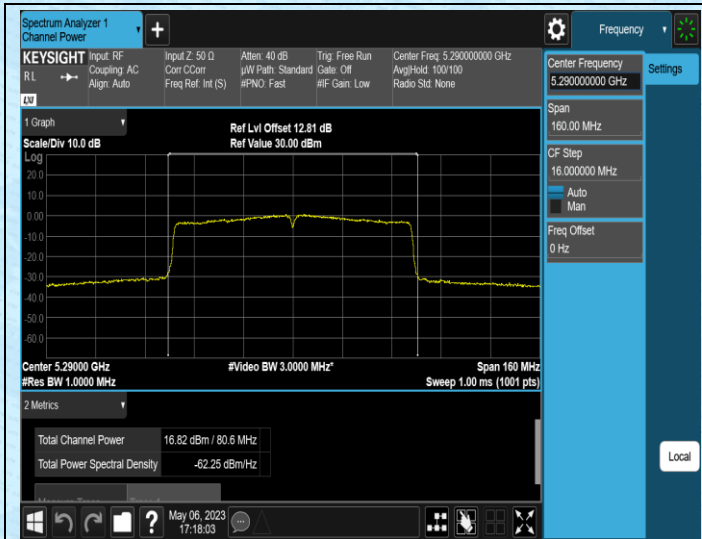 Spectrum Analyzer 1
Channel Power
+
Frequency
KEYSIGHT
R L
LXI
Input: RF
Coupling: AC
Align: Auto
Input Z: 50 Ω
Corr CCorr
Freq Ref: Int (S)
Atten: 40 dB
µW Path: Standard
#PNO: Fast
Trig: Free Run
Gate: Off
#IF Gain: Low
Center Freq: 5.290000000 GHz
Avg|Hold: 100/100
Radio Std: None
Center Frequency
5.290000000 GHz
Settings
Span
160.00 MHz
CF Step
16.000000 MHz
Auto
Man
Freq Offset
0 Hz
1 Graph
Scale/Div 10.0 dB
Ref Lvl Offset 12.81 dB
Ref Value 30.00 dBm
Log
20.0
10.0
0.00
-10.0
-20.0
-30.0
-40.0
-50.0
-60.0
Center 5.29000 GHz
#Res BW 1.0000 MHz
#Video BW 3.0000 MHz*
Span 160 MHz
Sweep 1.00 ms (1001 pts)
2 Metrics
Total Channel Power 16.82 dBm / 80.6 MHz
Total Power Spectral Density -62.25 dBm/Hz
Local
?
May 06, 2023
17:18:03